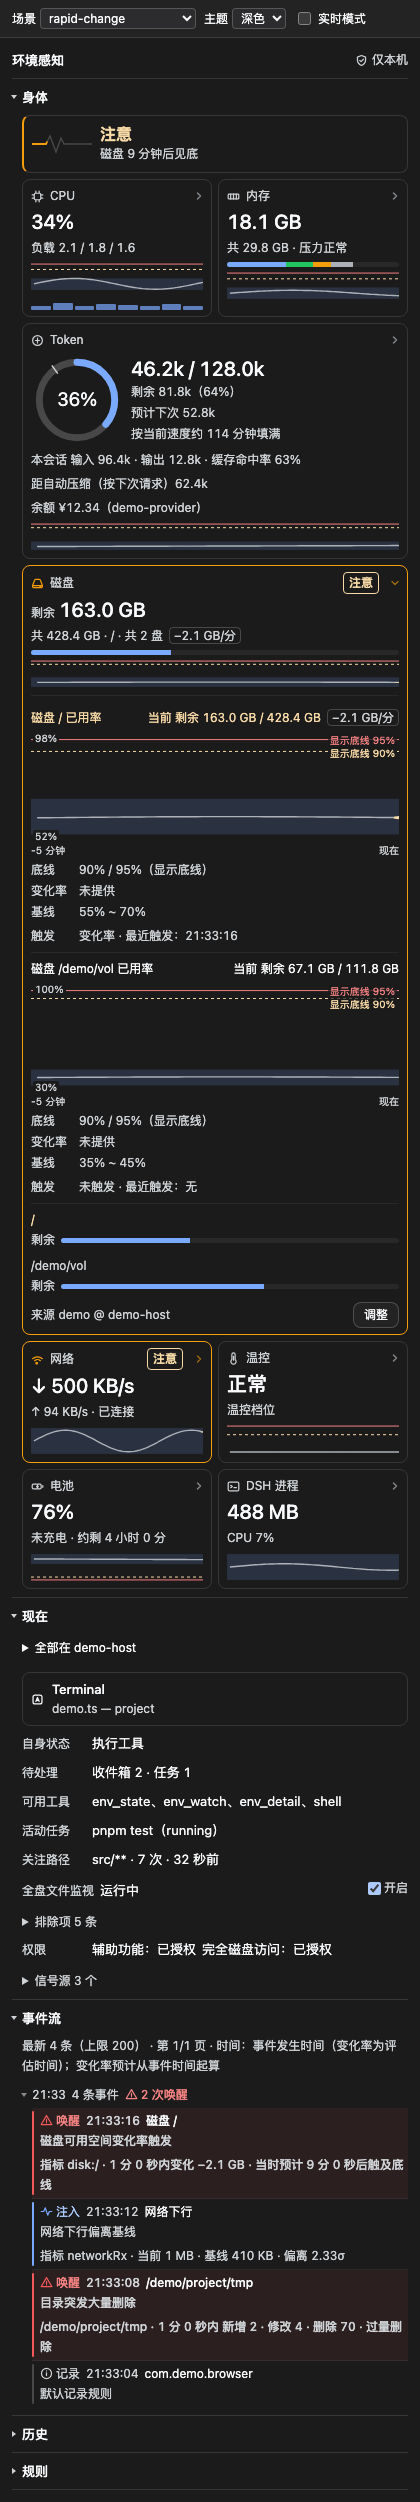 场景 rapid-change 主题 深色 实时模式
环境感知 仅本机
身体
注意
磁盘 9 分钟后见底
CPU
34%
负载 2.1 / 1.8 / 1.6
内存
18.1 GB
共 29.8 GB · 压力正常
Token
36%
46.2k / 128.0k
剩余 81.8k（64%）
预计下次 52.8k
按当前速度约 114 分钟填满
本会话 输入 96.4k · 输出 12.8k · 缓存命中率 63%
距自动压缩（按下次请求）62.4k
余额 ¥12.34（demo-provider）
磁盘 注意
剩余 163.0 GB
共 428.4 GB · / · 共 2 盘 −2.1 GB/分
磁盘 / 已用率 当前 剩余 163.0 GB / 428.4 GB −2.1 GB/分
98% 显示底线 95%
显示底线 90%
52%
-5 分钟 现在
底线 90% / 95%（显示底线）
变化率 未提供
基线 55% ~ 70%
触发 变化率 · 最近触发：21:33:16
磁盘 /demo/vol 已用率 当前 剩余 67.1 GB / 111.8 GB
100% 显示底线 95%
显示底线 90%
30%
-5 分钟 现在
底线 90% / 95%（显示底线）
变化率 未提供
基线 35% ~ 45%
触发 未触发 · 最近触发：无
/
剩余
/demo/vol
剩余
来源 demo @ demo-host 调整
网络 注意
↓ 500 KB/s
↑ 94 KB/s · 已连接
温控
正常
温控档位
电池
76%
未充电 · 约剩 4 小时 0 分
DSH 进程
488 MB
CPU 7%
现在
全部在 demo-host
Terminal
demo.ts — project
自身状态 执行工具
待处理 收件箱 2 · 任务 1
可用工具 env_state、env_watch、env_detail、shell
活动任务 pnpm test（running）
关注路径 src/** · 7 次 · 32 秒前
全盘文件监视 运行中 开启
排除项 5 条
权限 辅助功能：已授权 完全磁盘访问：已授权
信号源 3 个
事件流
最新 4 条（上限 200） · 第 1/1 页 · 时间：事件发生时间（变化率为评
估时间）；变化率预计从事件时间起算
21:33 4 条事件 2 次唤醒
唤醒 21:33:16 磁盘 /
磁盘可用空间变化率触发
指标 disk:/ · 1 分 0 秒内变化 −2.1 GB · 当时预计 9 分 0 秒后触及底
线
注入 21:33:12 网络下行
网络下行偏离基线
指标 networkRx · 当前 1 MB · 基线 410 KB · 偏离 2.33σ
唤醒 21:33:08 /demo/project/tmp
目录突发大量删除
/demo/project/tmp · 1 分 0 秒内 新增 2 · 修改 4 · 删除 70 · 过量删
除
记录 21:33:04 com.demo.browser
默认记录规则
历史
规则